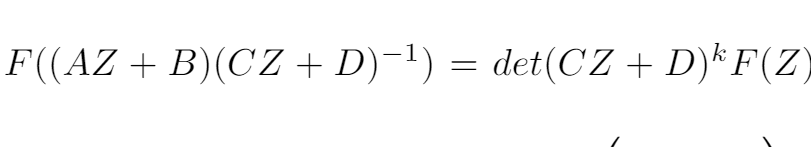 F((AZ + B)(CZ + D)^{-1}) = det(CZ + D)^k F(Z)